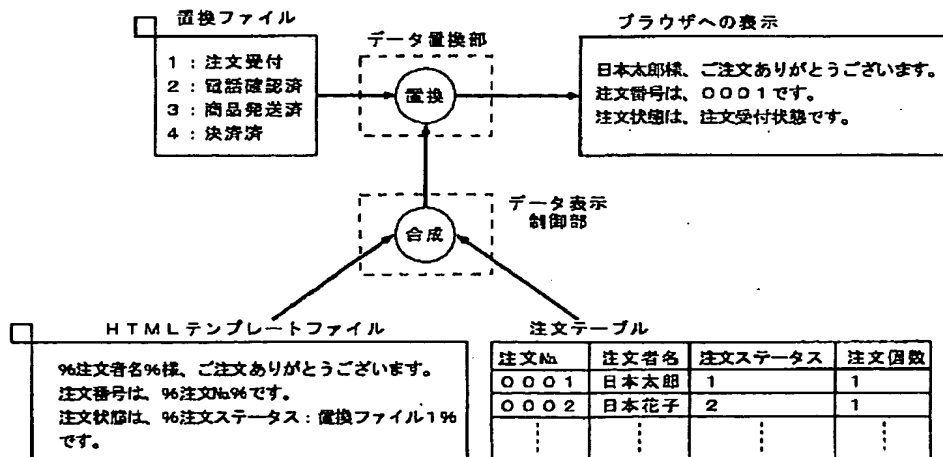 置換ファイル
1:注文受付
2:電話確認済
3:商品発送済
4:決済済
データ置換部
置換
ブラウザへの表示
日本太郎様、ご注文ありがとうございます。
注文番号は、0001です。
注文状態は、注文受付状態です。
合成
データ表示
制御部
HTMLテンプレートファイル
%注文者名%様、ご注文ありがとうございます。
注文番号は、%注文№%です。
注文状態は、%注文ステータス:置換ファイル1%
です。
注文テーブル
注文№ 注文者名 注文ステータス 注文個数
0001 日本太郎 1 1
0002 日本花子 2 1